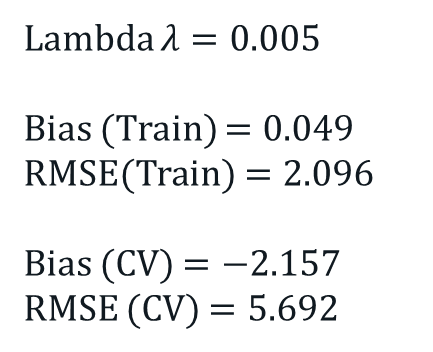 Lambda λ = 0.005
Bias (Train) = 0.049
RMSE(Train) = 2.096
Bias (CV) = −2.157
RMSE (CV) = 5.692